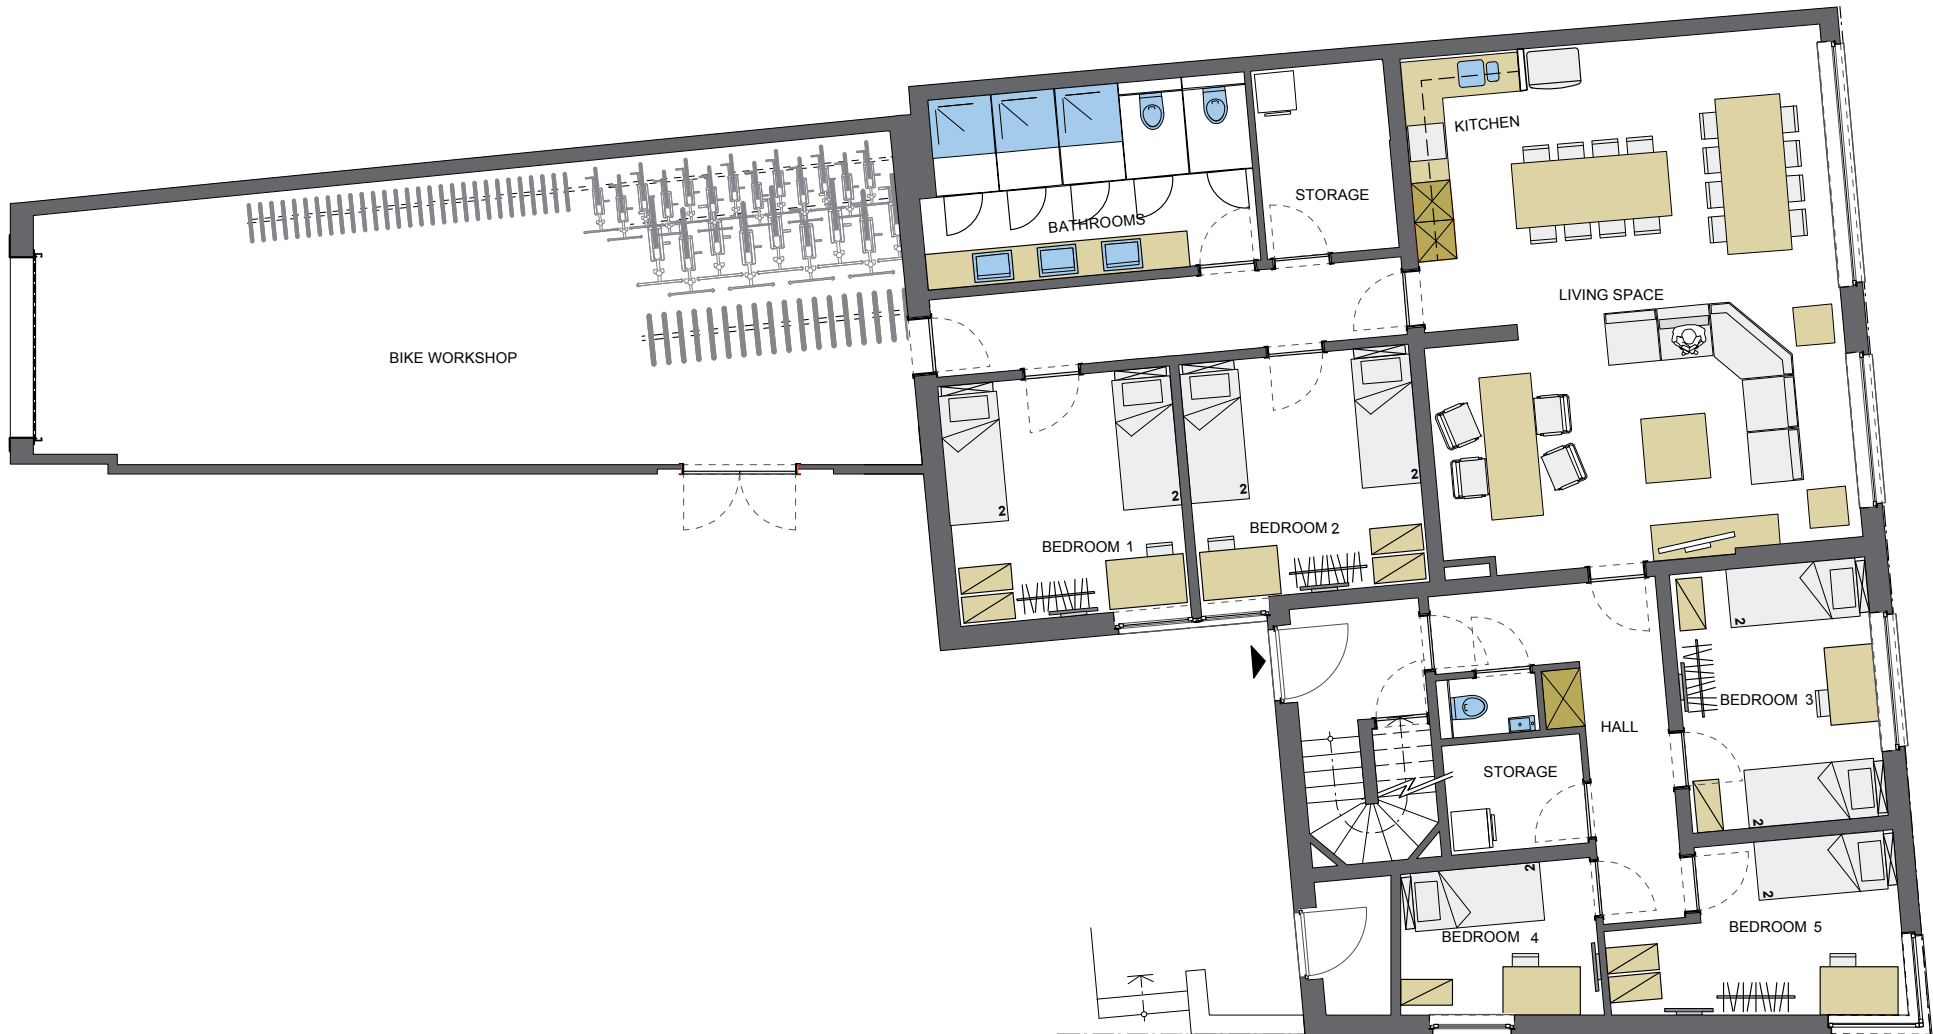 KITCHEN
STORAGE
BATHROOMS
LIVING SPACE
BIKE WORKSHOP
2
2
2
2
BEDROOM 2
BEDROOM 1
2
BEDROOM 3
HALL
STORAGE
2
2
2
BEDROOM 5
BEDROOM 4